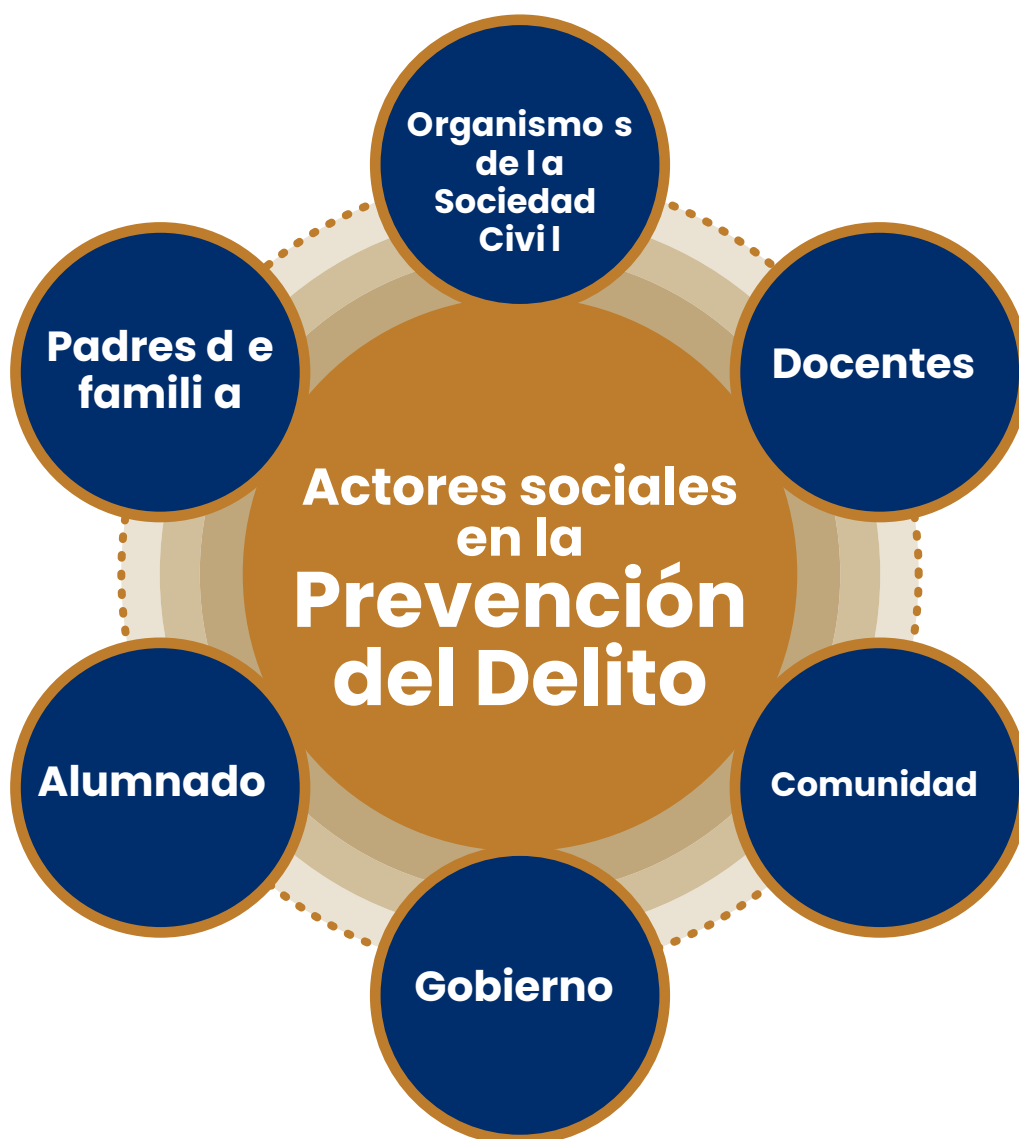 Organismo s
de l a
Sociedad
Civi l
Padres d e
famili a
Docentes
Actores sociales
en la
Prevención
del Delito
Alumnado
Comunidad
Gobierno